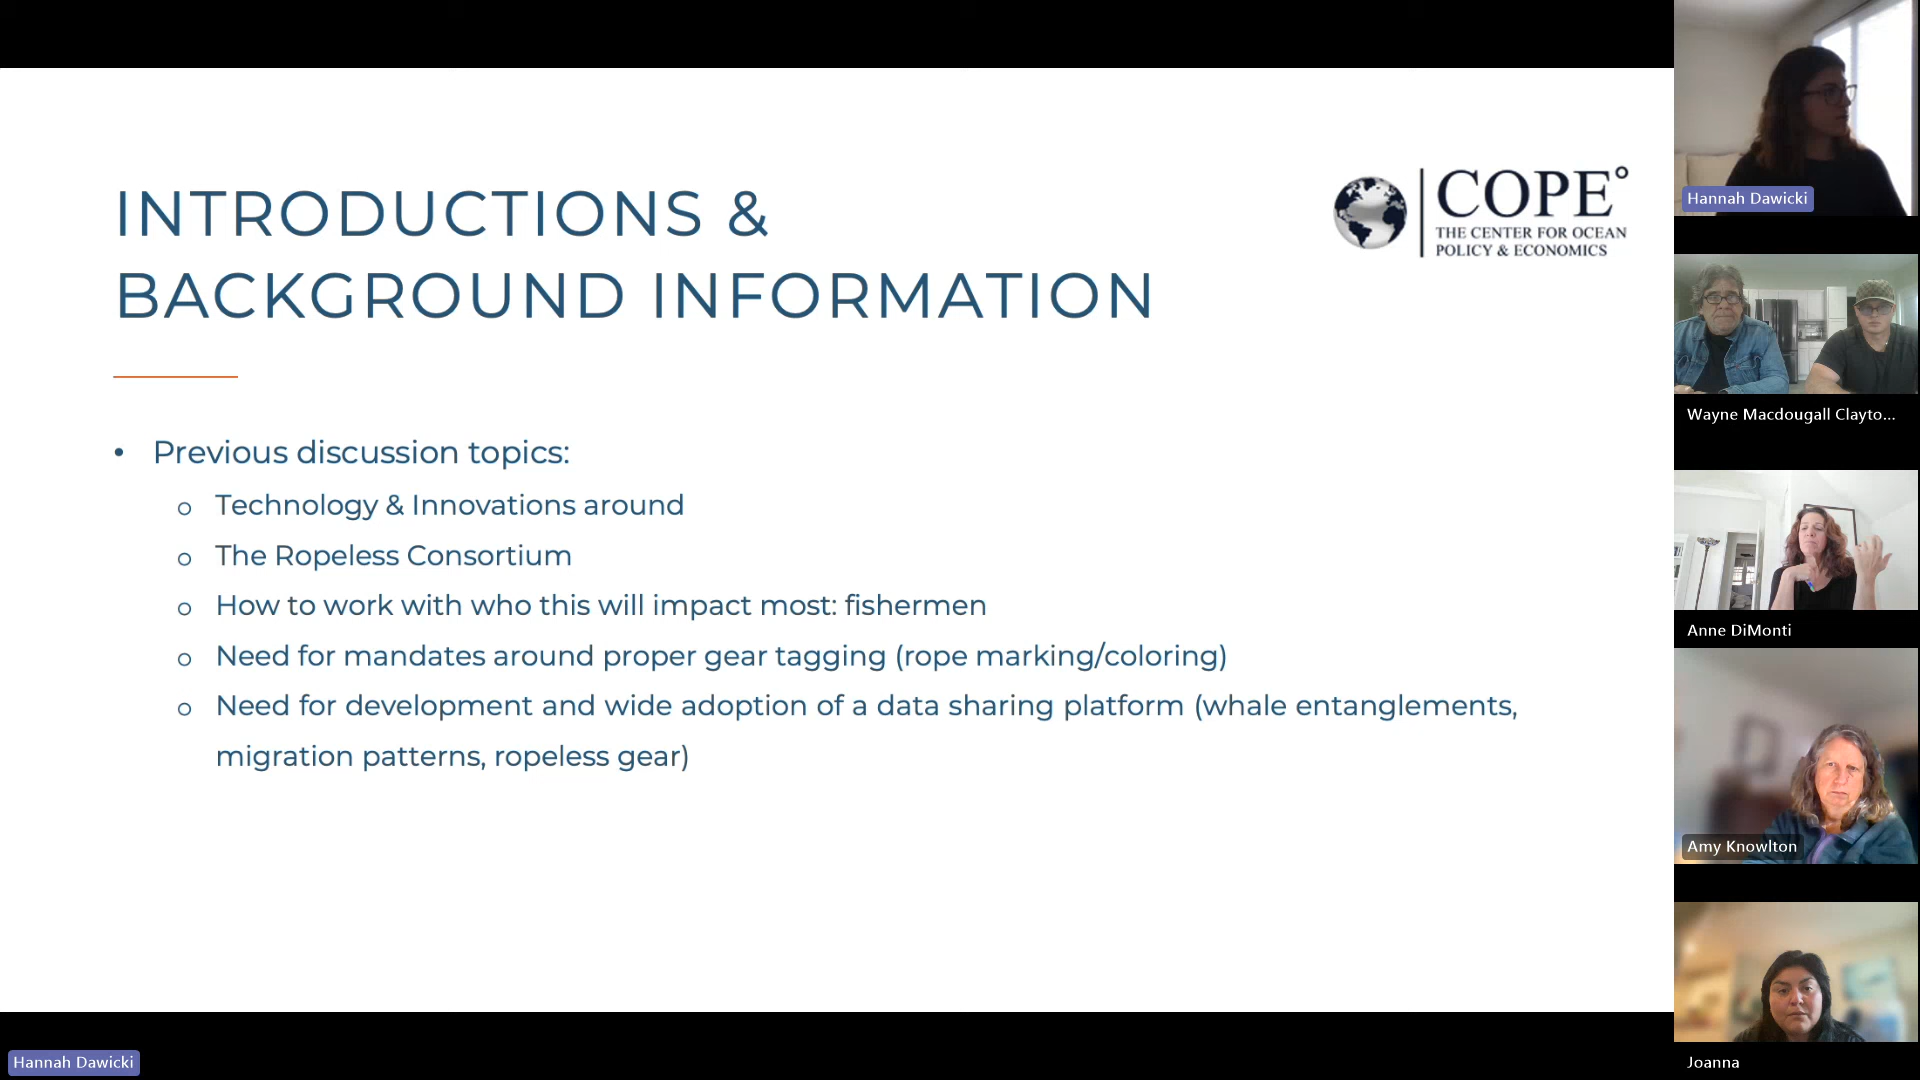 INTRODUCTIONS &
BACKGROUND INFORMATION
COPE°
THE CENTER FOR OCEAN
POLICY & ECONOMICS
• Previous discussion topics:
o Technology & Innovations around
o The Ropeless Consortium
o How to work with who this will impact most: fishermen
o Need for mandates around proper gear tagging (rope marking/coloring)
o Need for development and wide adoption of a data sharing platform (whale entanglements,
migration patterns, ropeless gear)
Hannah Dawicki
Hannah Dawicki
Wayne Macdougall Clayto...
Anne DiMonti
Amy Knowlton
Joanna